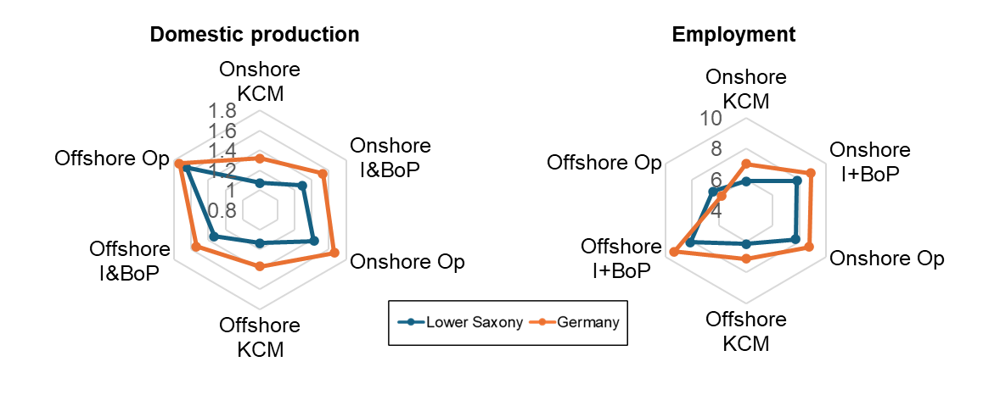 Domestic production
Onshore
KCM
1.8
1.6
1.4
1.2
1
0.8
Onshore
I&BoP
Onshore Op
Offshore
KCM
Offshore
I&BoP
Offshore Op
Employment
Onshore
KCM
10
8
6
4
Onshore
I+BoP
Onshore Op
Offshore
KCM
Offshore
I+BoP
Offshore Op
Lower Saxony
Germany